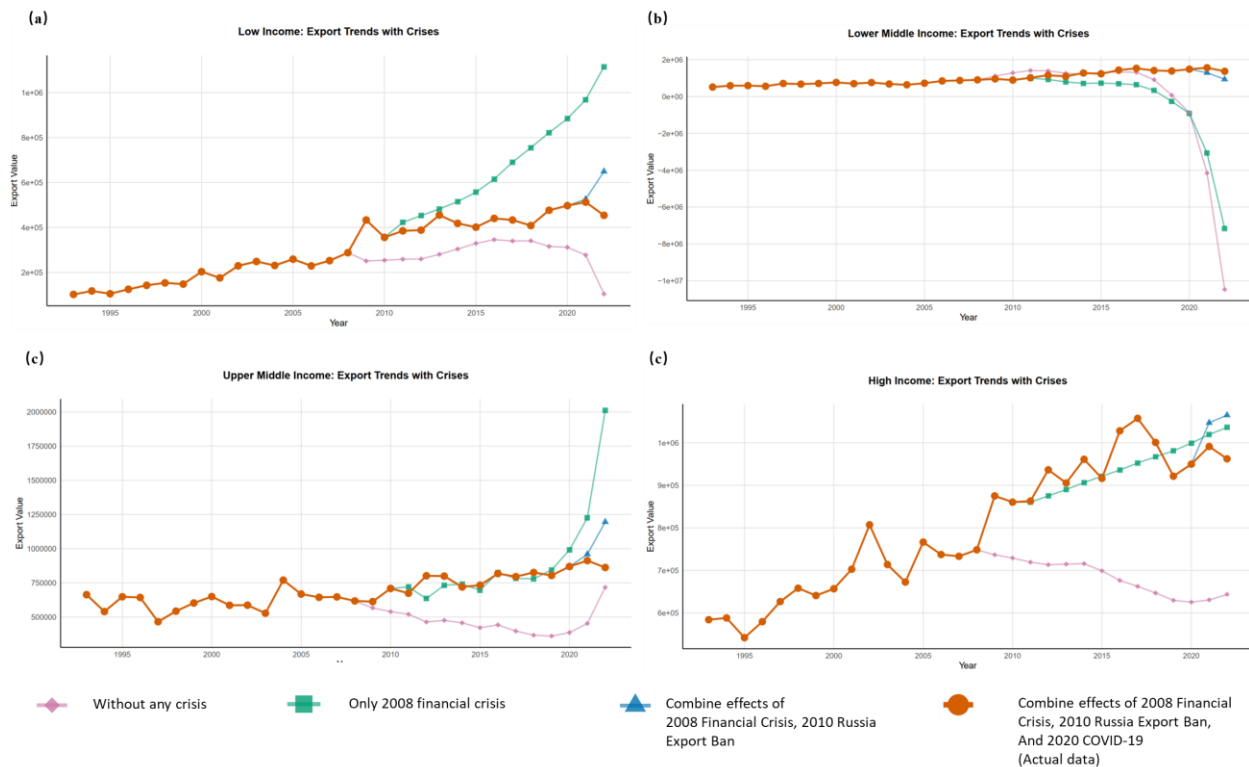 (a)
Low Income: Export Trends with Crises
Export Value
1e+06
8e+05
6e+05
4e+05
2e+05
1995
2000
2005
2010
2015
2020
Year
(b)
Lower Middle Income: Export Trends with Crises
Export Value
2e+06
0e+00
−2e+06
−4e+06
−6e+06
−8e+06
−1e+07
1995
2000
2005
2010
2015
2020
Year
(c)
Upper Middle Income: Export Trends with Crises
Export Value
2000000
1750000
1500000
1250000
1000000
750000
500000
1995
2000
2005
2010
2015
2020
(c)
High Income: Export Trends with Crises
Export Value
1e+06
9e+05
8e+05
7e+05
6e+05
1995
2000
2005
2010
2015
2020
Year
Without any crisis
Only 2008 financial crisis
Combine effects of
2008 Financial Crisis, 2010 Russia
Export Ban
Combine effects of 2008 Financial
Crisis, 2010 Russia Export Ban,
And 2020 COVID-19
(Actual data)